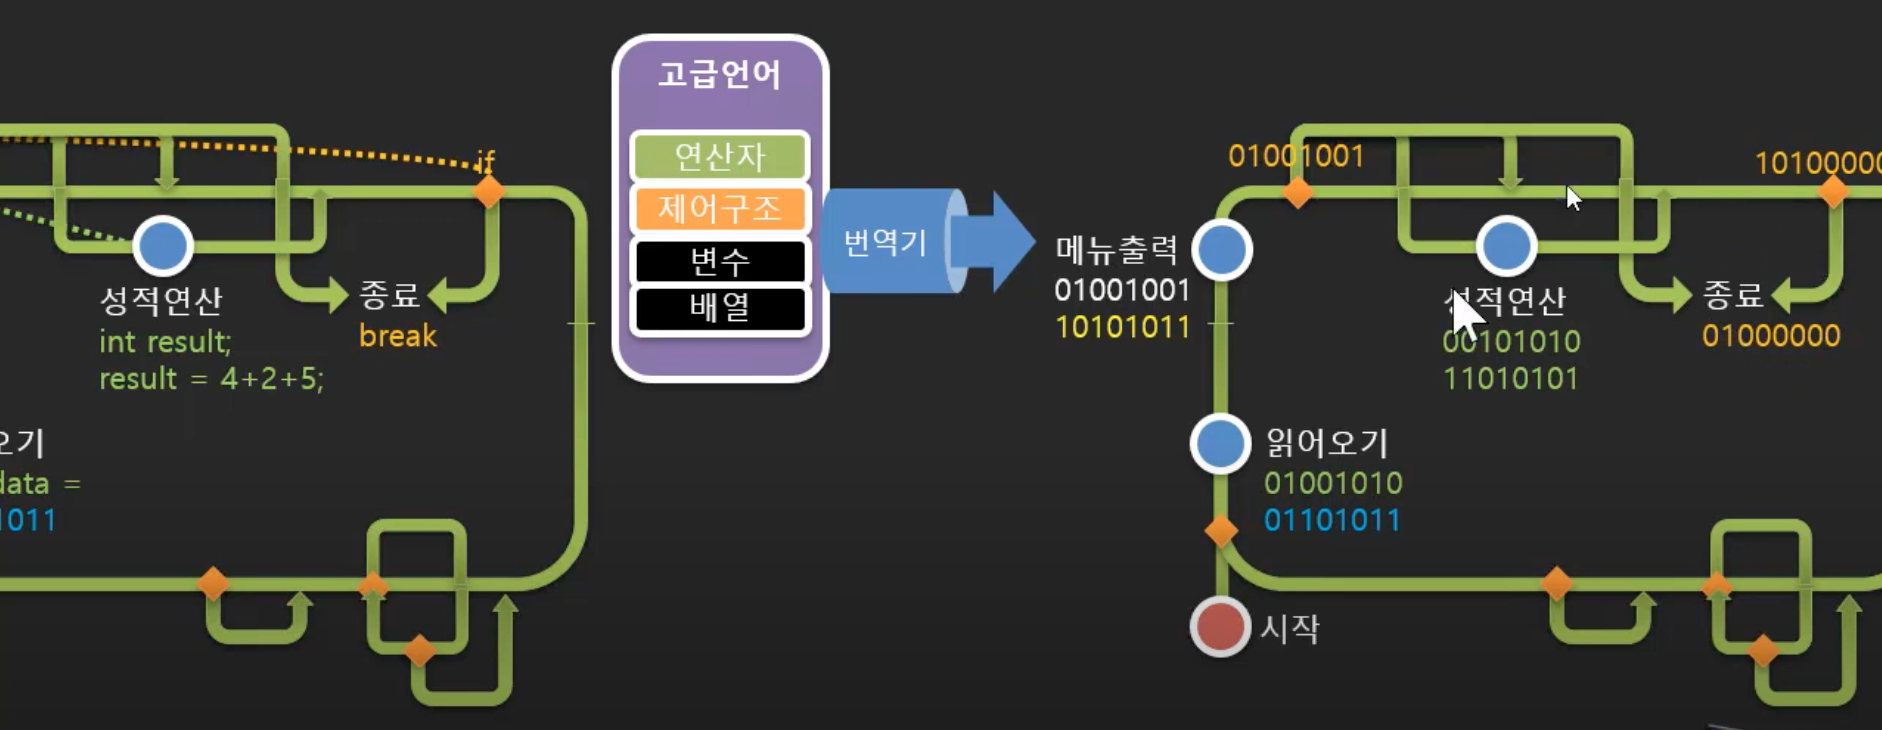 고급언어
연산자
제어구조
변수
배열
번역기
if
성적연산
int result;
result = 4+2+5;
종료
break
오기
data =
1011
01001001
메뉴출력
01001001
10101011
읽어오기
01001010
01101011
시작
성적연산
00101010
11010101
종료
01000000
10100000